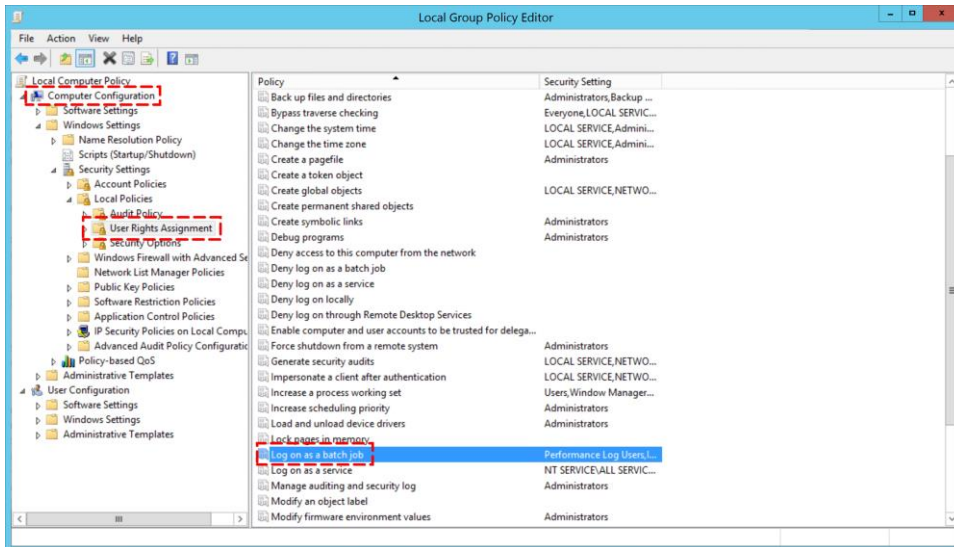 Local Group Policy Editor
File Action View Help
Local Computer Policy
Computer Configuration
Software Settings
Windows Settings
Name Resolution Policy
Scripts (Startup/Shutdown)
Security Settings
Account Policies
Local Policies
Audit Policy
User Rights Assignment
Security Options
Windows Firewall with Advanced Se
Network List Manager Policies
Public Key Policies
Software Restriction Policies
Application Control Policies
IP Security Policies on Local Compu
Advanced Audit Policy Configuratic
Policy-based QoS
Administrative Templates
User Configuration
Software Settings
Windows Settings
Administrative Templates
Policy Security Setting
Back up files and directories Administrators,Backup ...
Bypass traverse checking Everyone,LOCAL SERVIC...
Change the system time LOCAL SERVICE,Admini...
Change the time zone LOCAL SERVICE,Admini...
Create a pagefile Administrators
Create a token object
Create global objects LOCAL SERVICE,NETWO...
Create permanent shared objects
Create symbolic links Administrators
Debug programs Administrators
Deny access to this computer from the network
Deny log on as a batch job
Deny log on as a service
Deny log on locally
Deny log on through Remote Desktop Services
Enable computer and user accounts to be trusted for delega...
Force shutdown from a remote system Administrators
Generate security audits LOCAL SERVICE,NETWO...
Impersonate a client after authentication LOCAL SERVICE,NETWO...
Increase a process working set Users,Window Manager...
Increase scheduling priority Administrators
Load and unload device drivers Administrators
Lock pages in memory
Log on as a batch job Performance Log Users,I...
Log on as a service NT SERVICE\ALL SERVIC...
Manage auditing and security log Administrators
Modify an object label
Modify firmware environment values Administrators